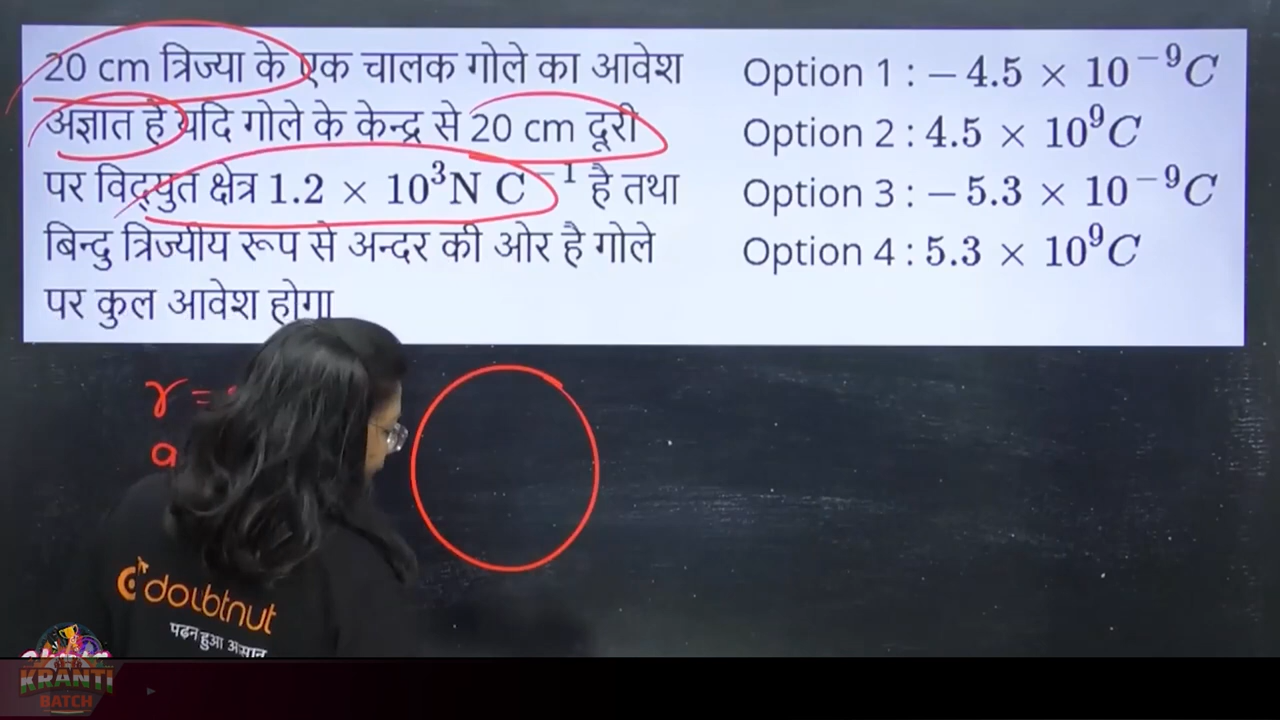 20 cm त्रिज्या के एक चालक गोले का आवेश
अज्ञात है यदि गोले के केन्द्र से 20 cm दूरी
पर विद्युत क्षेत्र 1.2 × 10³N C⁻¹ है तथा
बिन्दु त्रिज्यीय रूप से अन्दर की ओर है गोले
पर कुल आवेश होगा
Option 1 : − 4.5 × 10⁻⁹C
Option 2 : 4.5 × 10⁹C
Option 3 : − 5.3 × 10⁻⁹C
Option 4 : 5.3 × 10⁹C
r =
a
doubtnut
पढ़ना हुआ आसान
KRANTI
BATCH